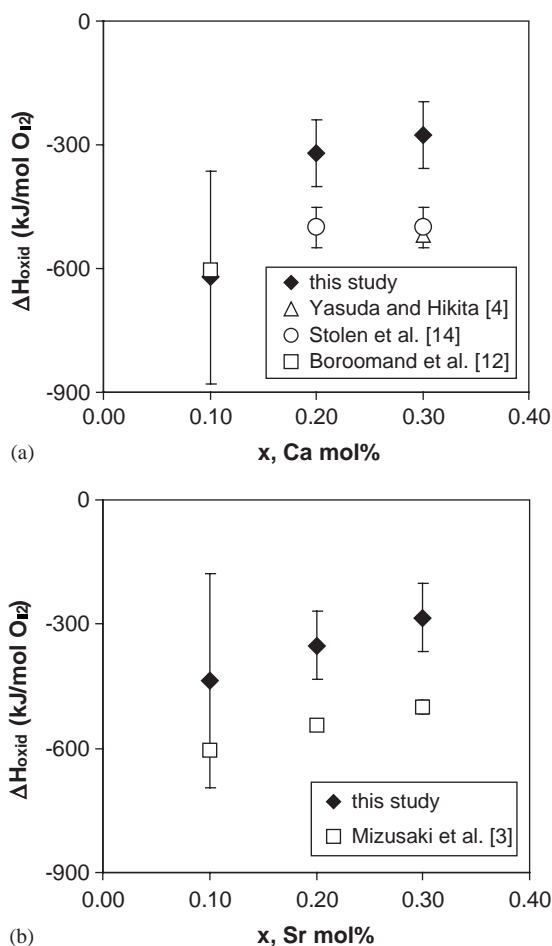 0
-300
-600
-900
ΔHoxid (kJ/mol O2)
this study
Yasuda and Hikita [4]
Stolen et al. [14]
Boroomand et al. [12]
0.00 0.10 0.20 0.30 0.40
(a) x, Ca mol%
0
-300
-600
-900
ΔHoxid (kJ/mol O2)
this study
Mizusaki et al. [3]
0.00 0.10 0.20 0.30 0.40
(b) x, Sr mol%